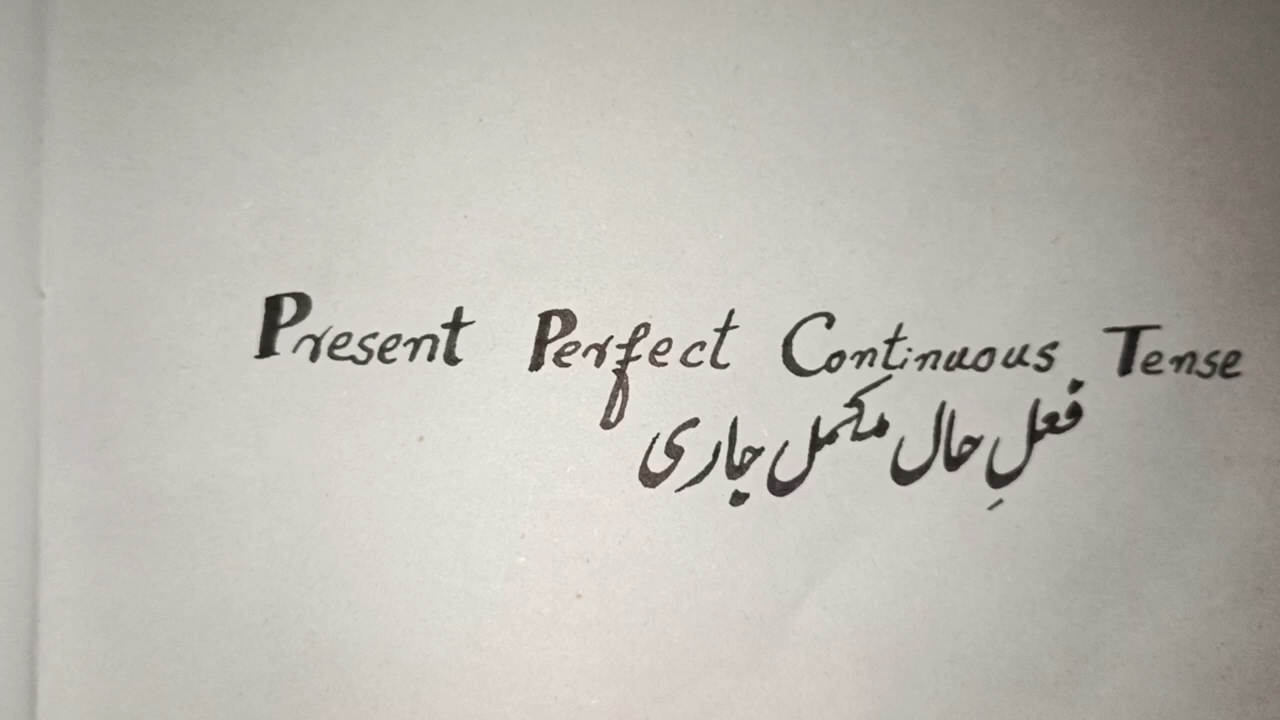 Present Perfect Continuous Tense
فعلِ حال مکمل جاری